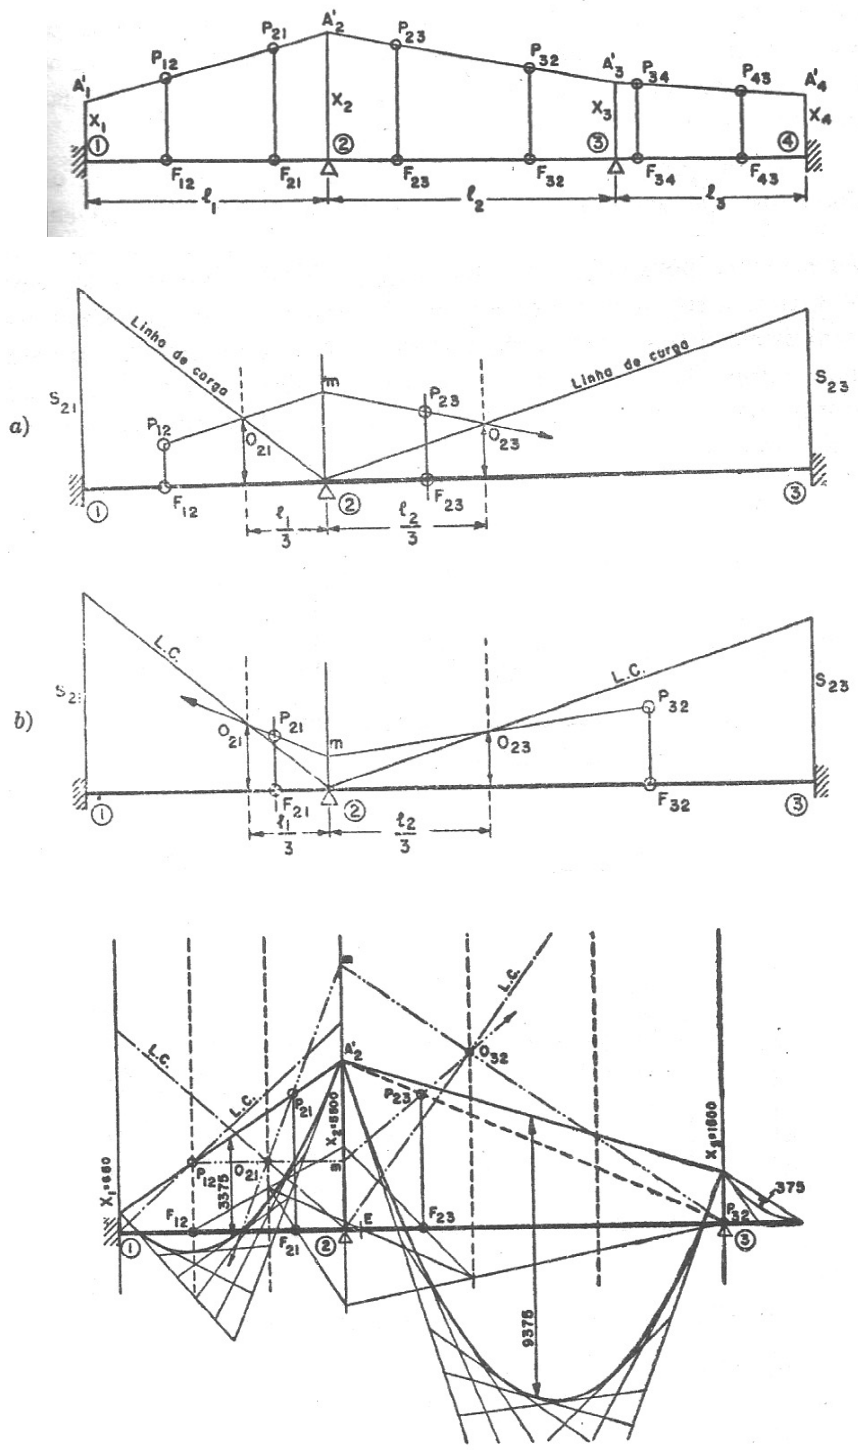 A'₁ P₁₂ P₂₁ A'₂ P₂₃ P₃₂ A'₃ P₃₄ P₄₃ A'₄
X₁ X₂ X₃ X₄
① ② ③ ④
F₁₂ F₂₁ F₂₃ F₃₂ F₃₄ F₄₃
ℓ₁ ℓ₂ ℓ₃
Linha de carga m Linha de carga
a) S₂₁ P₁₂ O₂₁ P₂₃ O₂₃ S₂₃
① F₁₂ ② F₂₃ ③
ℓ₁/3 ℓ₂/3
L.C. L.C.
b) S₂₁ O₂₁ P₂₁ m O₂₃ P₃₂ S₂₃
① F₂₁ ② F₃₂ ③
ℓ₁/3 ℓ₂/3
L.C.
L.C. A'₂ O₃₂
L.C. P₂₁ X₂=5500 P₂₃
X₁=650 P₁₂ 3375 O₂₁ X₃=1500
375
① F₁₂ F₂₁ ② E F₂₃ P₃₂ ③
9375